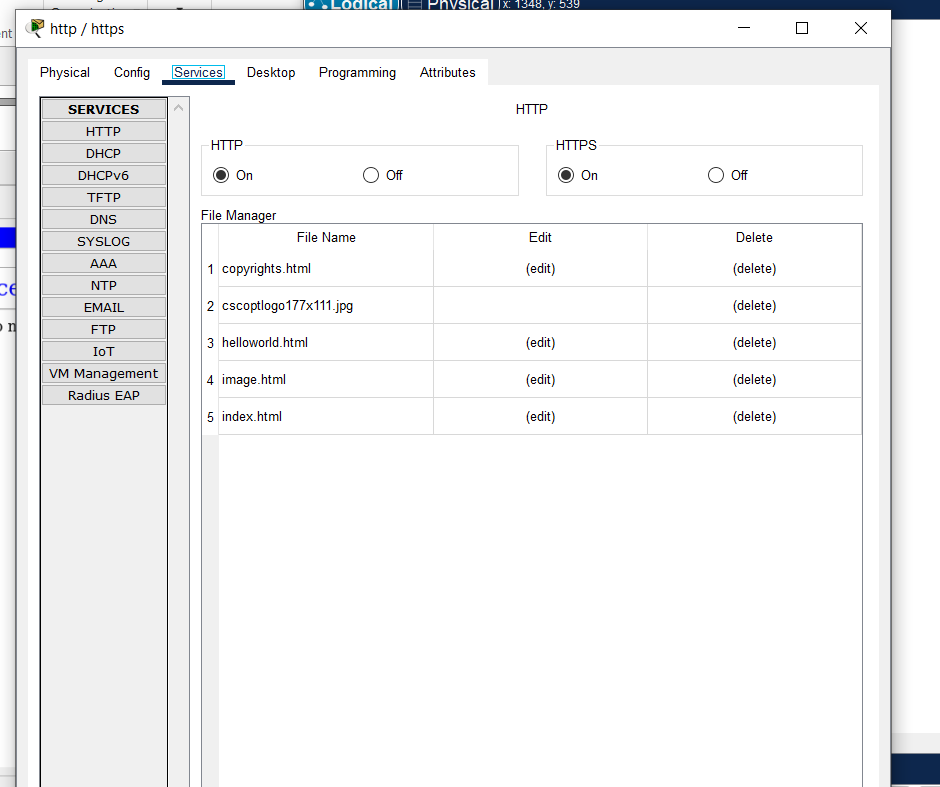 Logical Physical x: 1348, y: 539
http / https
Physical Config Services Desktop Programming Attributes
SERVICES
HTTP
DHCP
DHCPv6
TFTP
DNS
SYSLOG
AAA
NTP
EMAIL
FTP
IoT
VM Management
Radius EAP
HTTP
HTTP
On Off
HTTPS
On Off
File Manager
File Name Edit Delete
1 copyrights.html (edit) (delete)
2 cscoptlogo177x111.jpg (delete)
3 helloworld.html (edit) (delete)
4 image.html (edit) (delete)
5 index.html (edit) (delete)